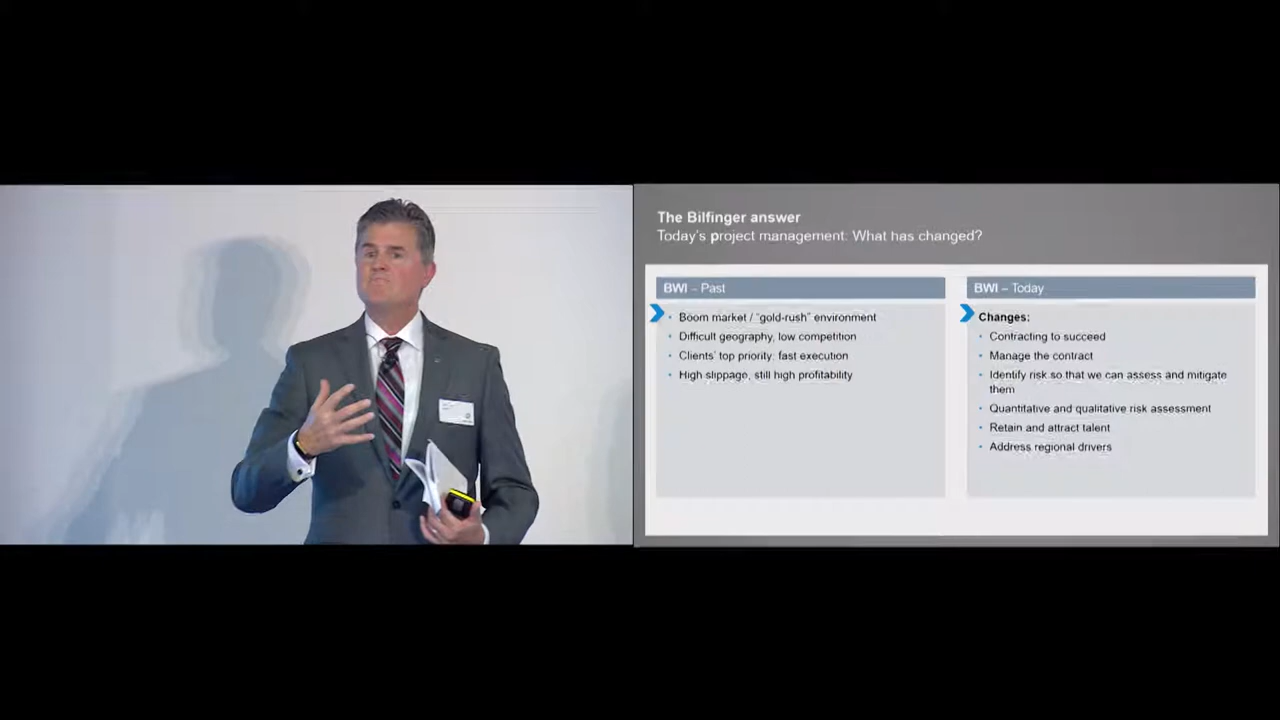 The Bilfinger answer
Today's project management: What has changed?
BWI – Past
• Boom market / "gold-rush" environment
• Difficult geography, low competition
• Clients' top priority: fast execution
• High slippage, still high profitability
BWI – Today
Changes:
• Contracting to succeed
• Manage the contract
• Identify risk so that we can assess and mitigate
them
• Quantitative and qualitative risk assessment
• Retain and attract talent
• Address regional drivers